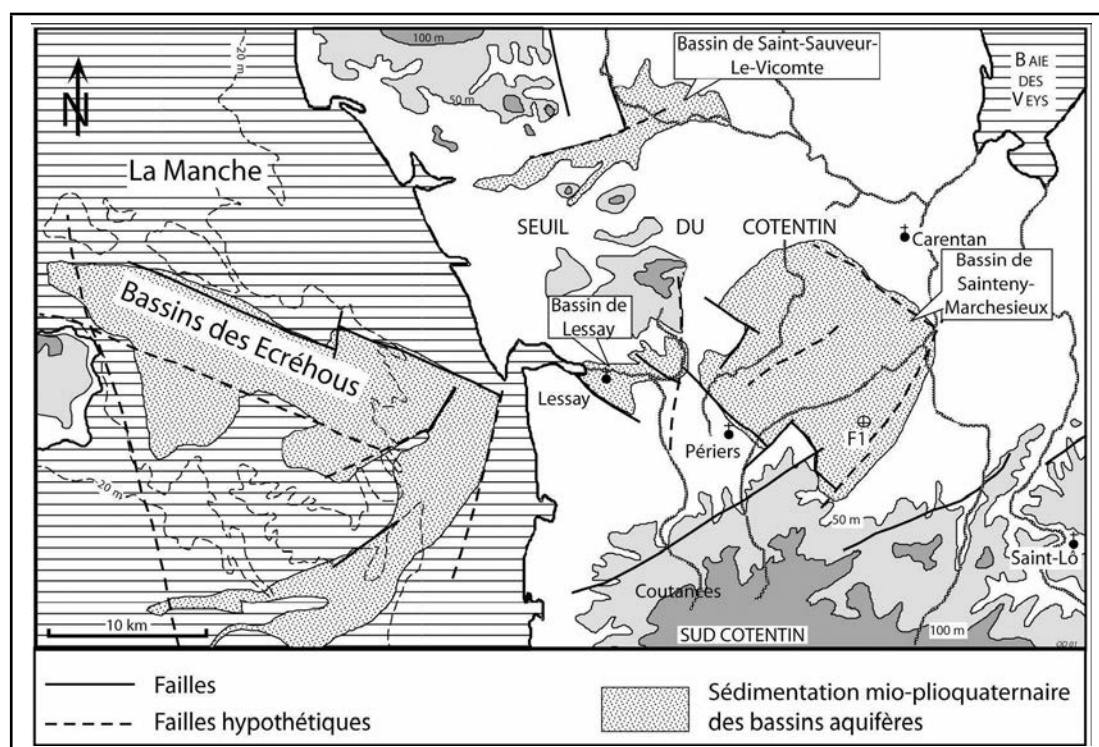 100 m
Bassin de Saint-Sauveur-
Le-Vicomte
BAIE
DES
VEYS
20 m
50 m
N
La Manche
SEUIL DU COTENTIN
Carentan
Bassin de
Sainteny-
Marchesieux
Bassins des Ecréhous
Bassin de
Lessay
Lessay
Périers
F1
20 m
50 m
Saint-Lô
Coutances
10 km
SUD COTENTIN
100 m
Failles
Failles hypothétiques
Sédimentation mio-plioquaternaire
des bassins aquifères